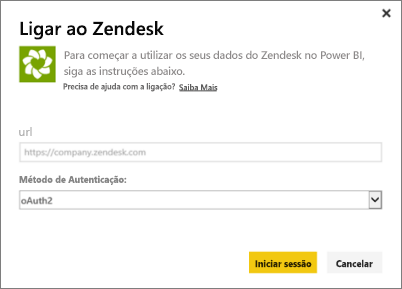 Ligar ao Zendesk
Para começar a utilizar os seus dados do Zendesk no Power BI,
siga as instruções abaixo.
Precisa de ajuda com a ligação? Saiba Mais
url
https://company.zendesk.com
Método de Autenticação:
oAuth2
Iniciar sessão Cancelar